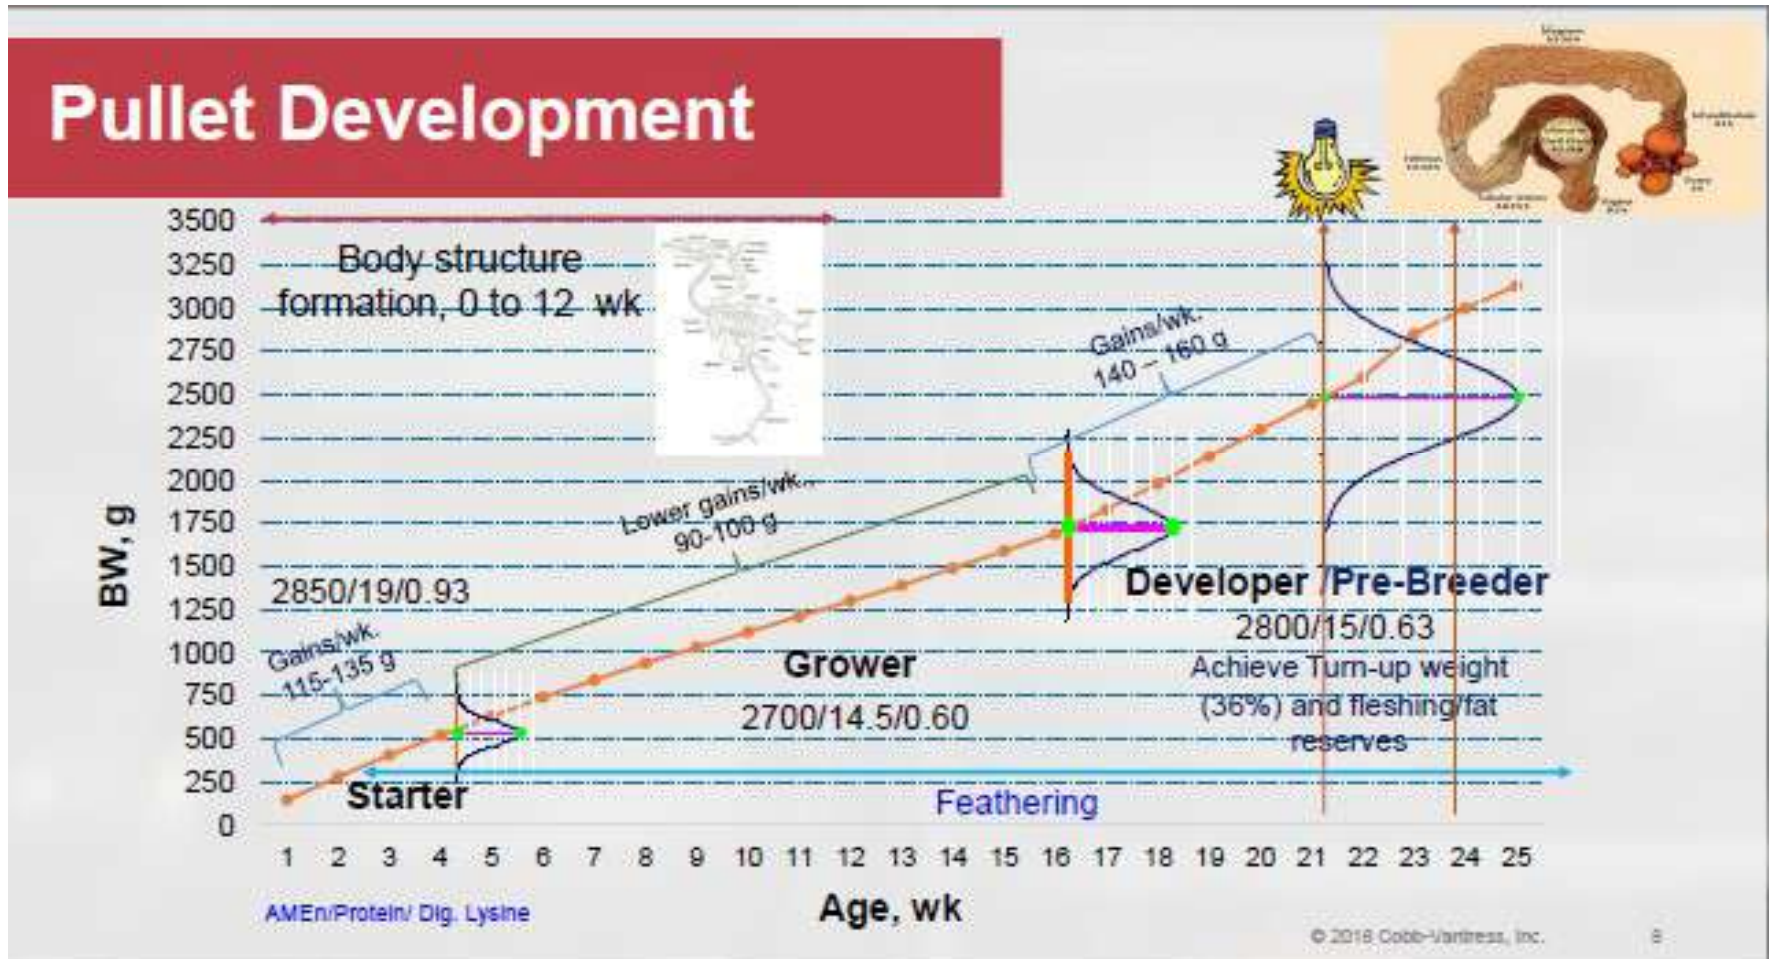 Pullet Development
3500
3250
3000
2750
2500
2250
2000
1750
1500
1250
1000
750
500
250
0
BW, g
Body structure
formation, 0 to 12 wk
Gains/wk.
140 – 160 g
Lower gains/wk..
90-100 g
2850/19/0.93
Gains/wk.
115-135 g
Starter
Grower
2700/14.5/0.60
Developer /Pre-Breeder
2800/15/0.63
Achieve Turn-up weight
(36%) and fleshing/fat
reserves
Feathering
1 2 3 4 5 6 7 8 9 10 11 12 13 14 15 16 17 18 19 20 21 22 23 24 25
Age, wk
AMEn/Protein/ Dig. Lysine
© 2016 Cobb-Vantress, Inc.